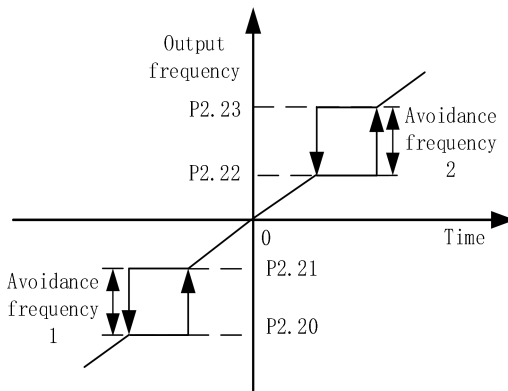 Output
frequency
P2.23
Avoidance
frequency
2
P2.22
0
Time
Avoidance
frequency
1
P2.21
P2.20